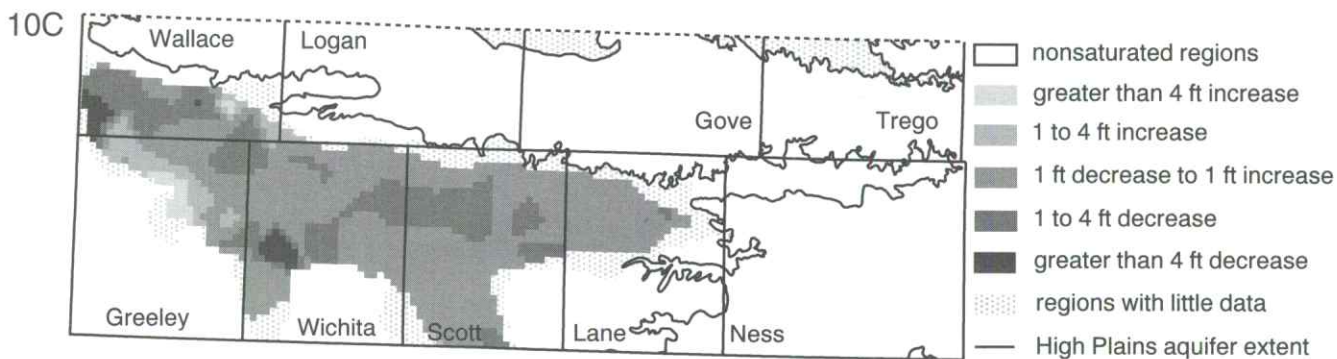 10C
Wallace
Logan
Gove
Trego
Greeley
Wichita
Scott
Lane
Ness
nonsaturated regions
greater than 4 ft increase
1 to 4 ft increase
1 ft decrease to 1 ft increase
1 to 4 ft decrease
greater than 4 ft decrease
regions with little data
High Plains aquifer extent